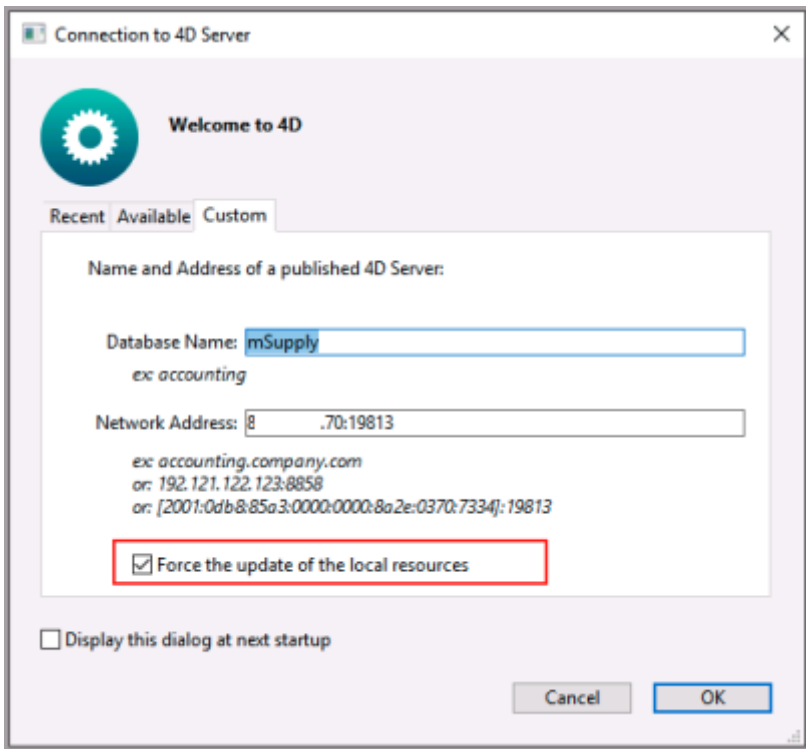 Connection to 4D Server
Welcome to 4D
Recent Available Custom
Name and Address of a published 4D Server:
Database Name: mSupply
ex: accounting
Network Address: 8 .70:19813
ex: accounting.company.com
or: 192.121.122.123:8858
or: [2001:0db8:85a3:0000:0000:8a2e:0370:7334]:19813
Force the update of the local resources
Display this dialog at next startup
Cancel OK